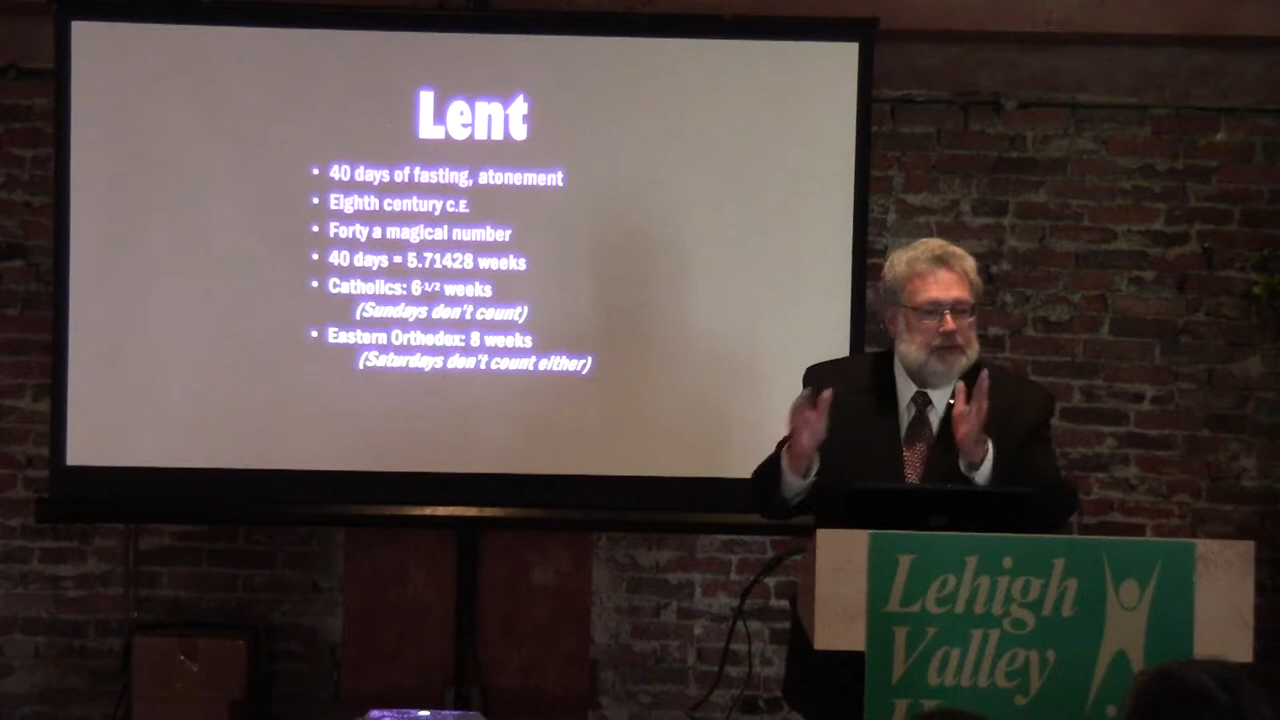 Lent
• 40 days of fasting, atonement
• Eighth century C.E.
• Forty a magical number
• 40 days = 5.71428 weeks
• Catholics: 6-1/2 weeks
(Sundays don't count)
• Eastern Orthodox: 8 weeks
(Saturdays don't count either)
Lehigh
Valley